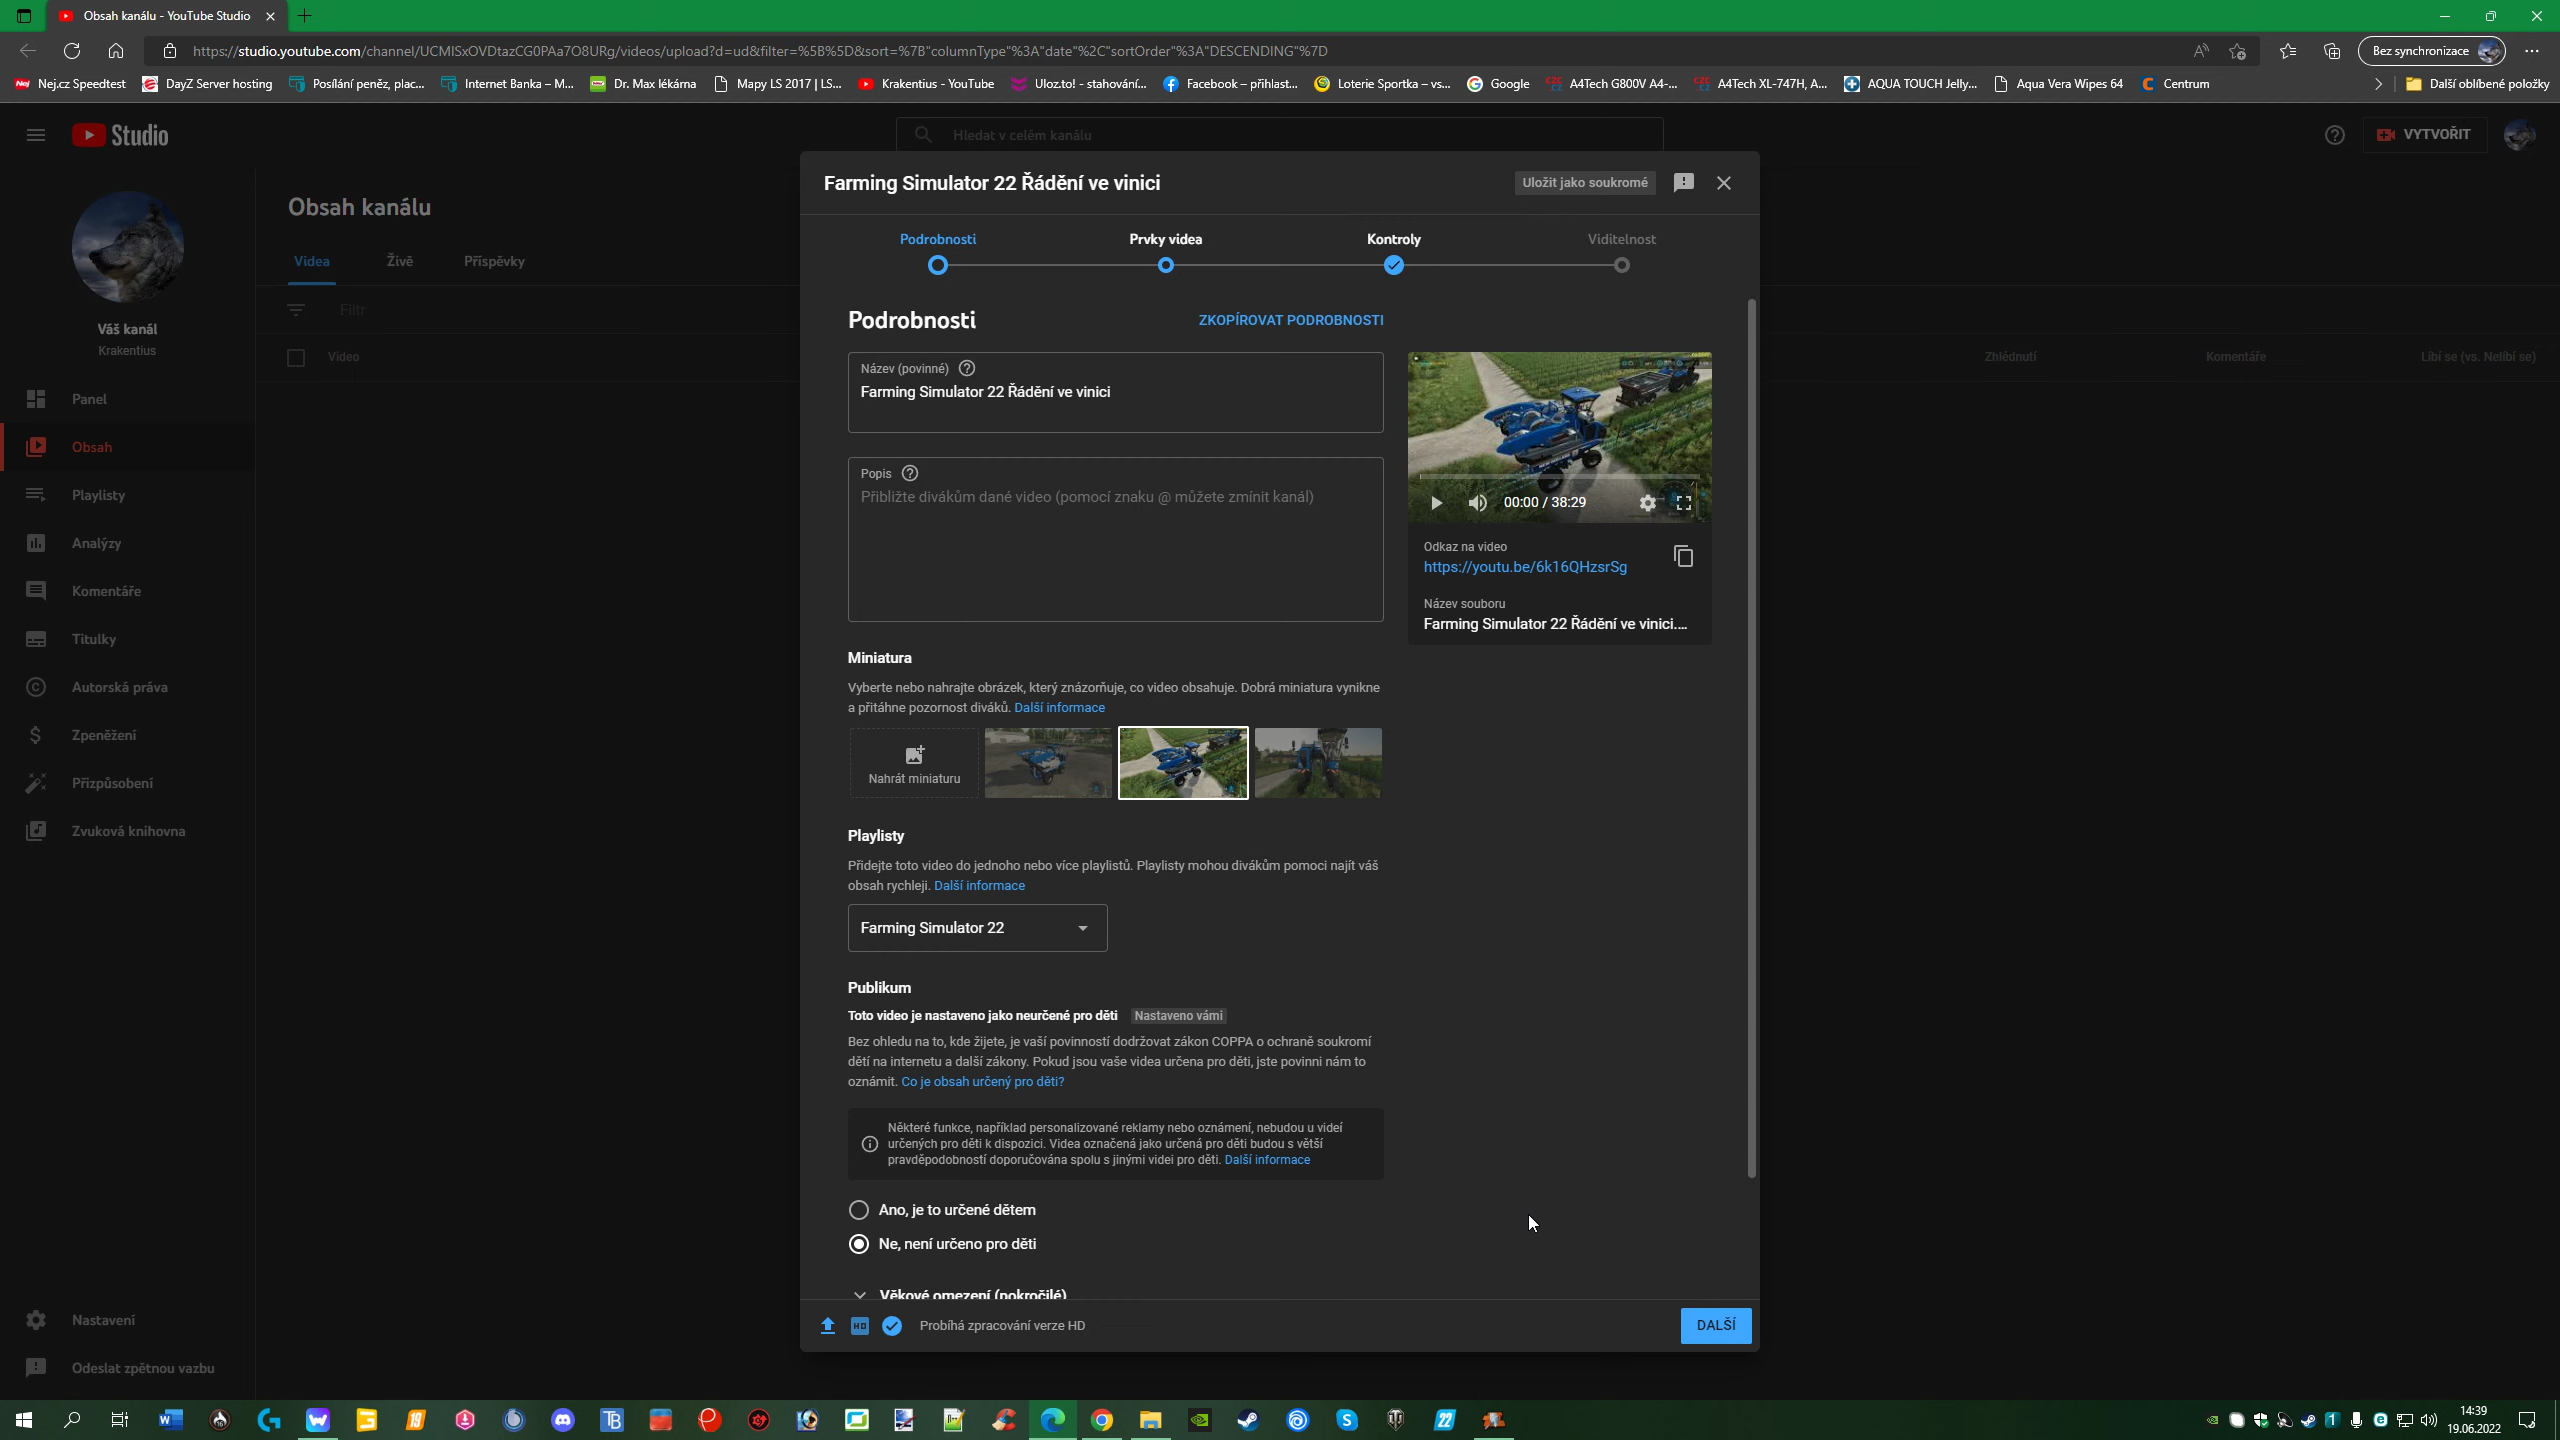 Obsah kanálu - YouTube Studio
https://studio.youtube.com/channel/UCMlSxOVDtazCG0PAa7O8URg/videos/upload?d=ud&filter=%5B%5D&sort=%7B"columnType"%3A"date"%2C"sortOrder"%3A"DESCENDING"%7D
Bez synchronizace
Nej.cz Speedtest
DayZ Server hosting
Posílání peněz, plac...
Internet Banka – M...
Dr. Max lékárna
Mapy LS 2017 | LS...
Krakentius - YouTube
Uloz.to! - stahování...
Facebook – přihlast...
Loterie Sportka – vs...
Google
A4Tech G800V A4-...
A4Tech XL-747H, A...
AQUA TOUCH Jelly...
Aqua Vera Wipes 64
Centrum
Další oblíbené položky
Studio
Hledat v celém kanálu
VYTVOŘIT
Váš kanál
Krakentius
Panel
Obsah
Playlisty
Analýzy
Komentáře
Titulky
Autorská práva
Zpeněžení
Přizpůsobení
Zvuková knihovna
Nastavení
Odeslat zpětnou vazbu
Obsah kanálu
Videa
Živě
Příspěvky
Filtr
Video
Zhlédnutí
Komentáře
Líbí se (vs. Nelíbí se)
Farming Simulator 22 Řádění ve vinici
Uložit jako soukromé
Podrobnosti
Prvky videa
Kontroly
Viditelnost
Podrobnosti
ZKOPÍROVAT PODROBNOSTI
Název (povinné)
Farming Simulator 22 Řádění ve vinici
Popis
Přibližte divákům dané video (pomocí znaku @ můžete zmínit kanál)
00:00 / 38:29
Odkaz na video
https://youtu.be/6k16QHzsrSg
Název souboru
Farming Simulator 22 Řádění ve vinici....
Miniatura
Vyberte nebo nahrajte obrázek, který znázorňuje, co video obsahuje. Dobrá miniatura vynikne
a přitáhne pozornost diváků. Další informace
Nahrát miniaturu
Playlisty
Přidejte toto video do jednoho nebo více playlistů. Playlisty mohou divákům pomoci najít váš
obsah rychleji. Další informace
Farming Simulator 22
Publikum
Toto video je nastaveno jako neurčené pro děti Nastaveno vámi
Bez ohledu na to, kde žijete, je vaší povinností dodržovat zákon COPPA o ochraně soukromí
dětí na internetu a další zákony. Pokud jsou vaše videa určena pro děti, jste povinni nám to
oznámit. Co je obsah určený pro děti?
Některé funkce, například personalizované reklamy nebo oznámení, nebudou u videí
určených pro děti k dispozici. Videa označená jako určená pro děti budou s větší
pravděpodobností doporučována spolu s jinými videi pro děti. Další informace
Ano, je to určené dětem
Ne, není určeno pro děti
Věkové omezení (pokročilé)
HD
Probíhá zpracování verze HD
DALŠÍ
14:39
19.06.2022